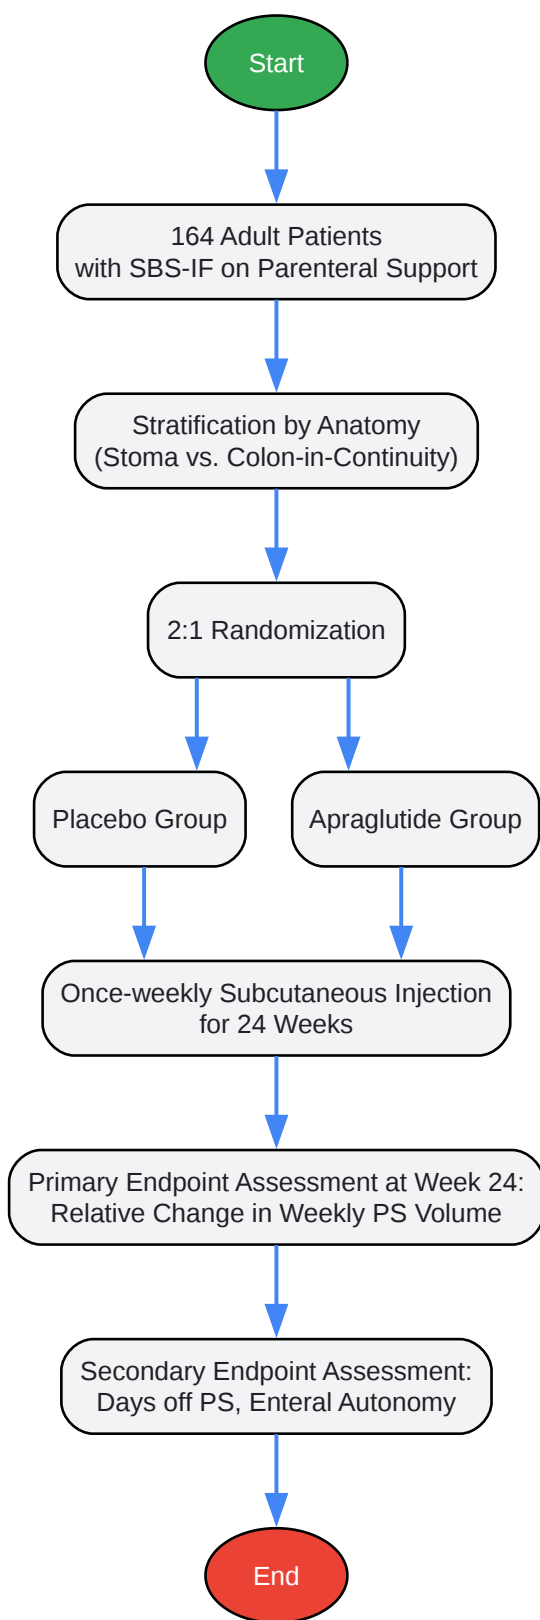 Start
164 Adult Patients
with SBS-IF on Parenteral Support
Stratification by Anatomy
(Stoma vs. Colon-in-Continuity)
2:1 Randomization
Placebo Group
Apraglutide Group
Once-weekly Subcutaneous Injection
for 24 Weeks
Primary Endpoint Assessment at Week 24:
Relative Change in Weekly PS Volume
Secondary Endpoint Assessment:
Days off PS, Enteral Autonomy
End